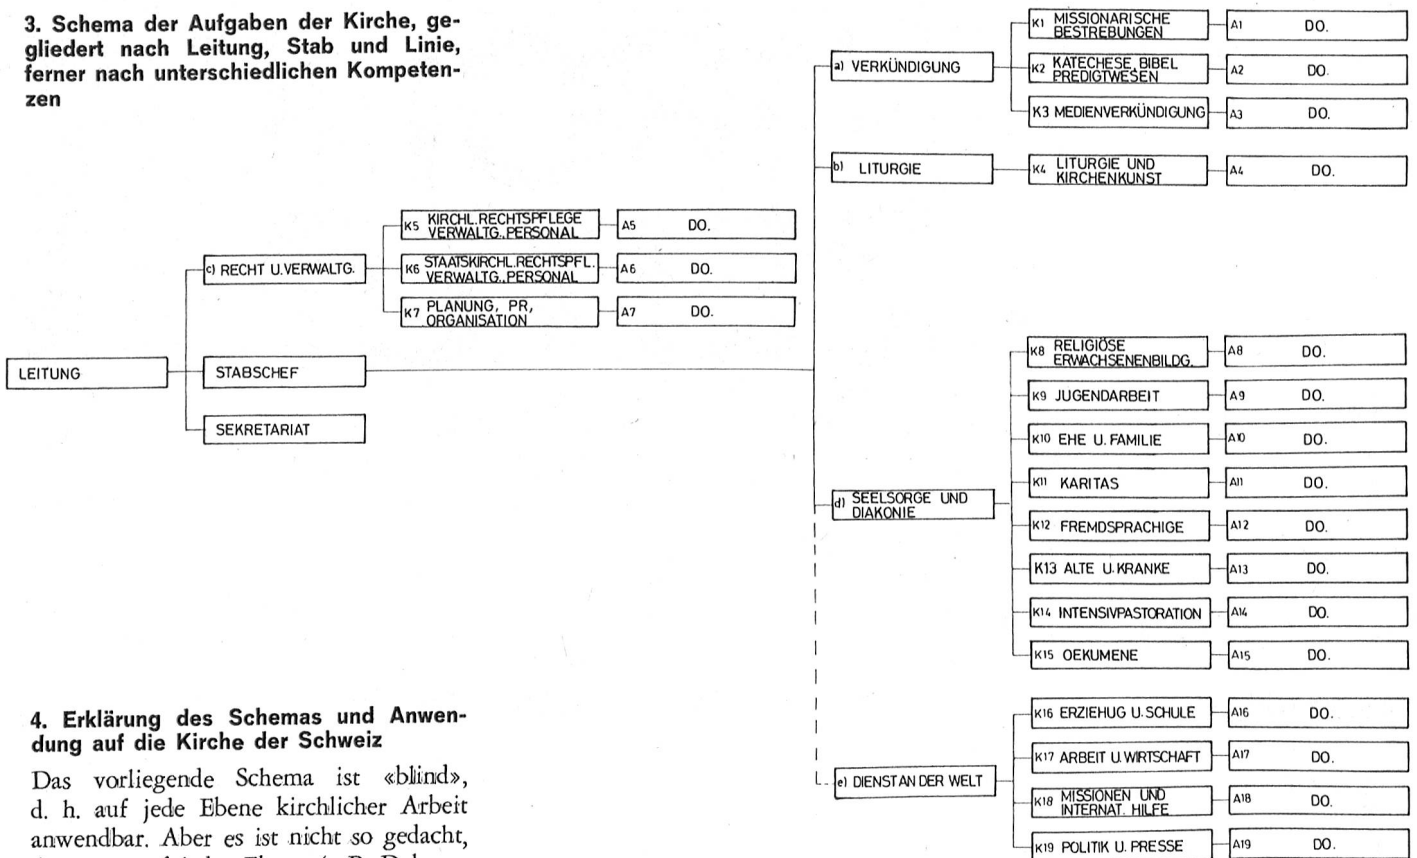 3. Schema der Aufgaben der Kirche, ge-
gliedert nach Leitung, Stab und Linie,
ferner nach unterschiedlichen Kompeten-
zen
LEITUNG
c) RECHT U.VERWALTG.
STABSCHEF
SEKRETARIAT
K5 KIRCHL.RECHTSPFLEGE
VERWALTG.,PERSONAL
A5 DO.
K6 STAATSKIRCHL.RECHTSPFL.
VERWALTG.,PERSONAL
A6 DO.
K7 PLANUNG, PR,
ORGANISATION
A7 DO.
a) VERKÜNDIGUNG
K1 MISSIONARISCHE
BESTREBUNGEN
A1 DO.
K2 KATECHESE, BIBEL
PREDIGTWESEN
A2 DO.
K3 MEDIENVERKÜNDIGUNG
A3 DO.
b) LITURGIE
K4 LITURGIE UND
KIRCHENKUNST
A4 DO.
d) SEELSORGE UND
DIAKONIE
K8 RELIGIÖSE
ERWACHSENENBILDG.
A8 DO.
K9 JUGENDARBEIT
A9 DO.
K10 EHE U. FAMILIE
A10 DO.
K11 KARITAS
A11 DO.
K12 FREMDSPRACHIGE
A12 DO.
K13 ALTE U.KRANKE
A13 DO.
K14 INTENSIVPASTORATION
A14 DO.
K15 OEKUMENE
A15 DO.
e) DIENST AN DER WELT
K16 ERZIEHUG U.SCHULE
A16 DO.
K17 ARBEIT U.WIRTSCHAFT
A17 DO.
K18 MISSIONEN UND
INTERNAT. HILFE
A18 DO.
K19 POLITIK U. PRESSE
A19 DO.
4. Erklärung des Schemas und Anwen-
dung auf die Kirche der Schweiz
Das vorliegende Schema ist «blind»,
d. h. auf jede Ebene kirchlicher Arbeit
anwendbar. Aber es ist nicht so gedacht,